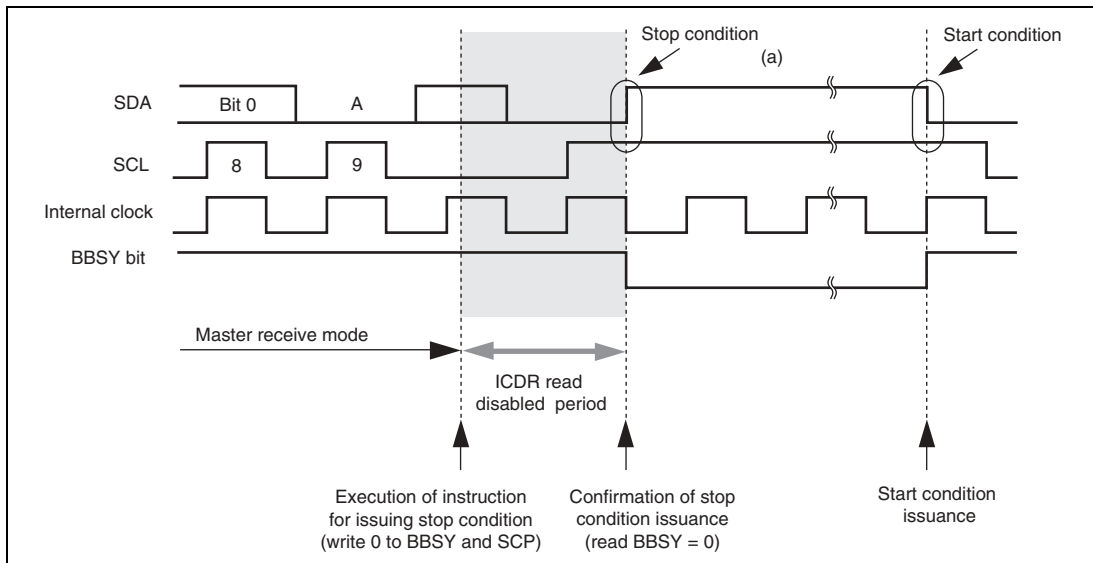 Stop condition
(a)
Start condition
SDA
Bit 0
A
SCL
8
9
Internal clock
BBSY bit
Master receive mode
ICDR read
disabled period
Execution of instruction
for issuing stop condition
(write 0 to BBSY and SCP)
Confirmation of stop
condition issuance
(read BBSY = 0)
Start condition
issuance